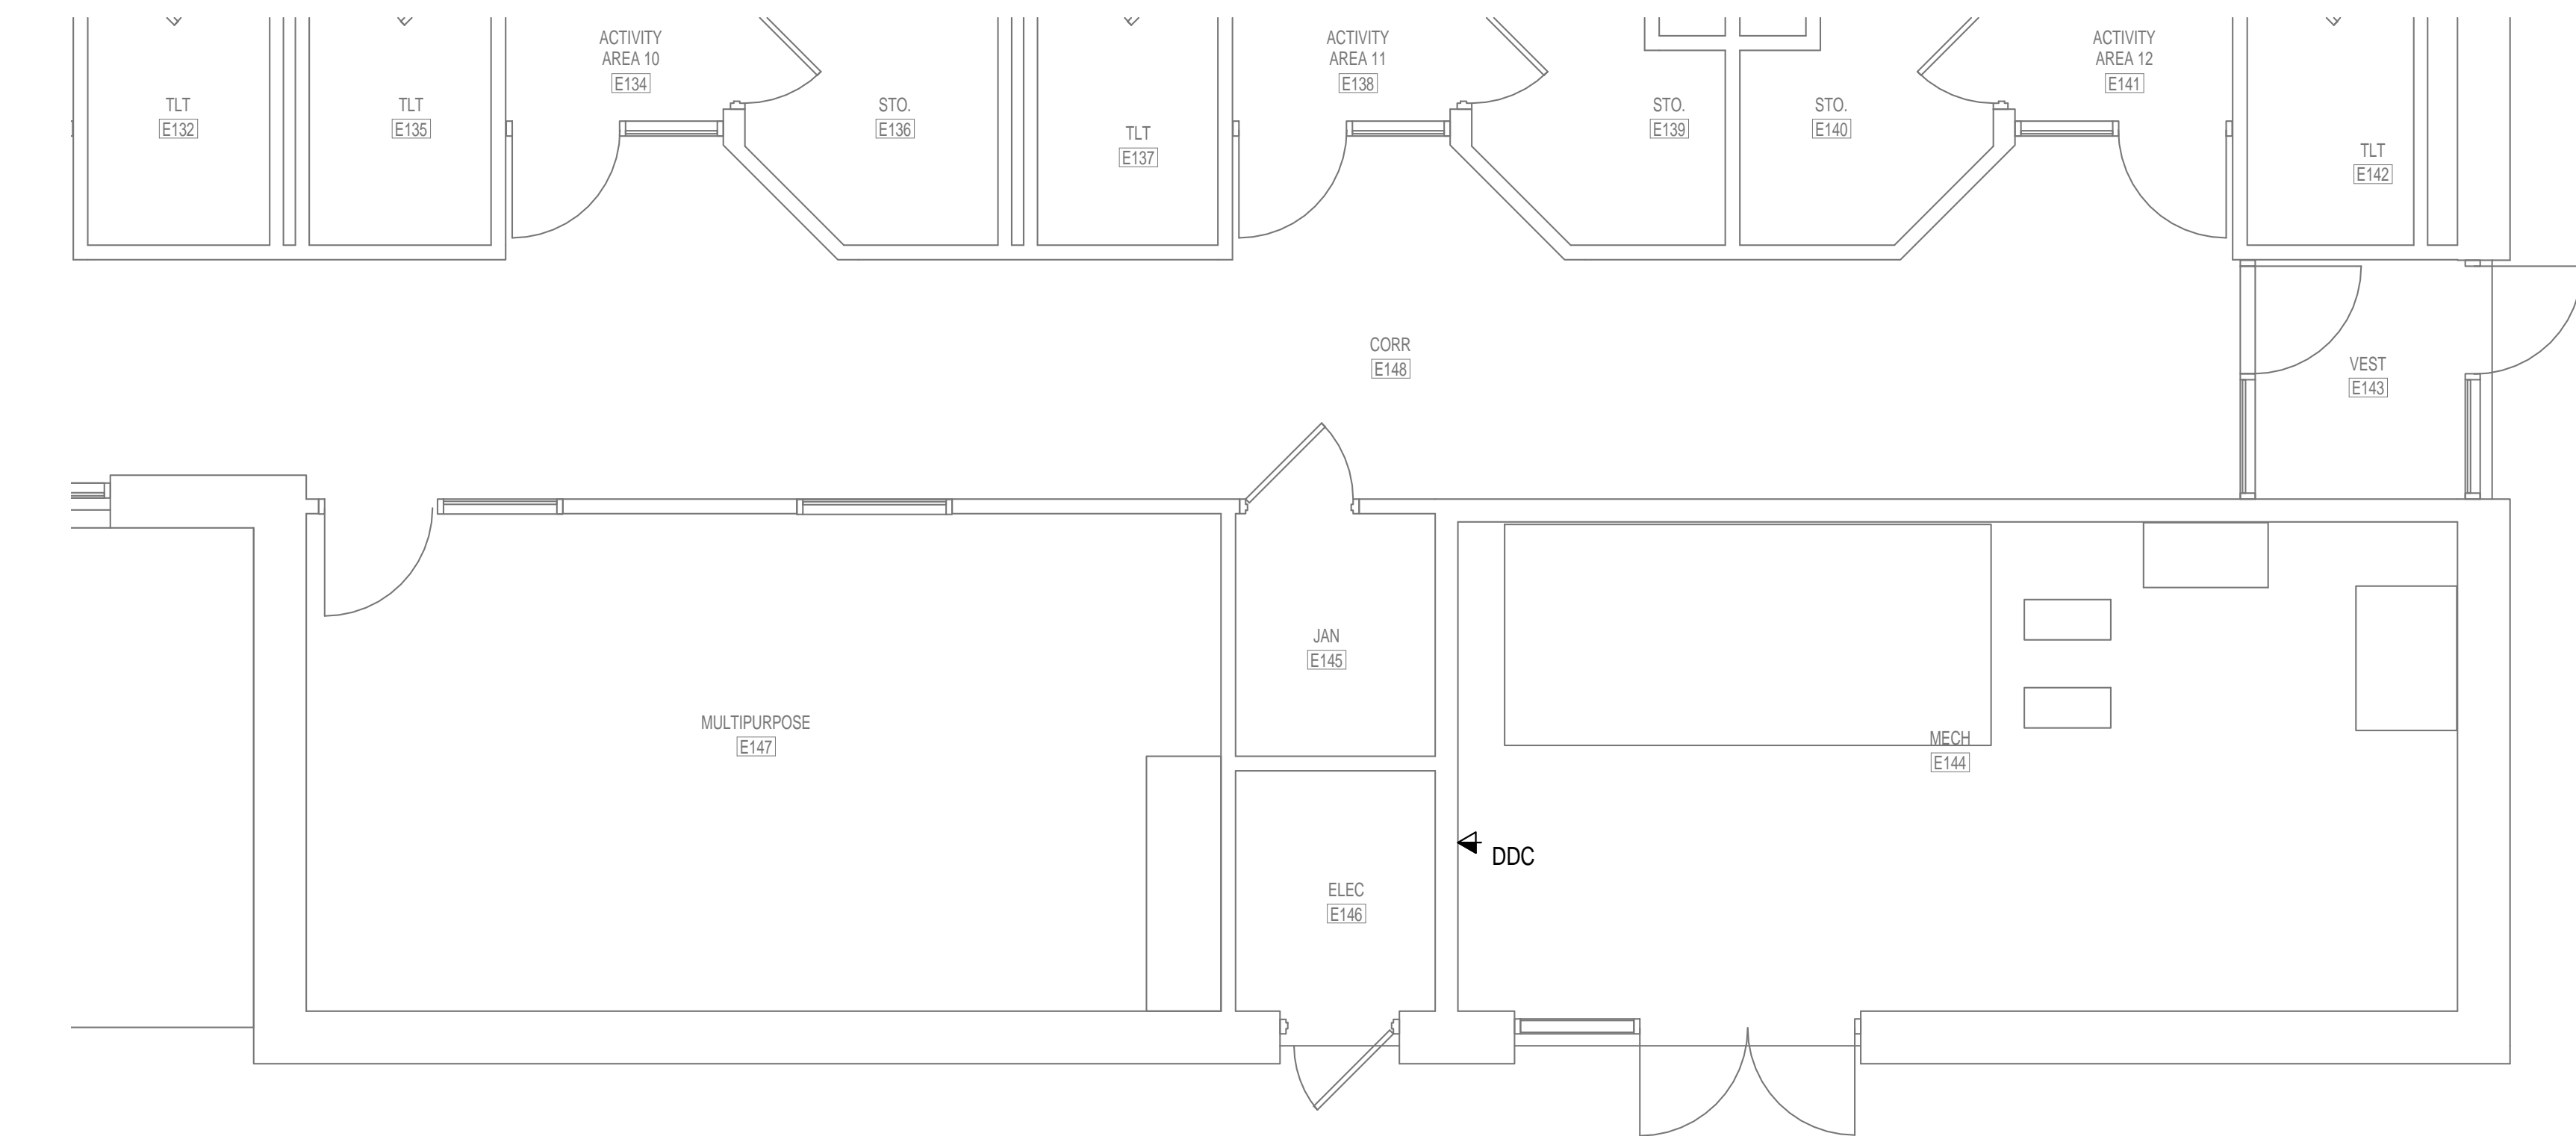 ACTIVITY
AREA 10
E134
ACTIVITY
AREA 11
E138
ACTIVITY
AREA 12
E141
TLT
E132
TLT
E135
STO.
E136
TLT
E137
STO.
E139
STO.
E140
TLT
E142
CORR
E148
VEST
E143
JAN
E145
MULTIPURPOSE
E147
MECH
E144
DDC
ELEC
E146